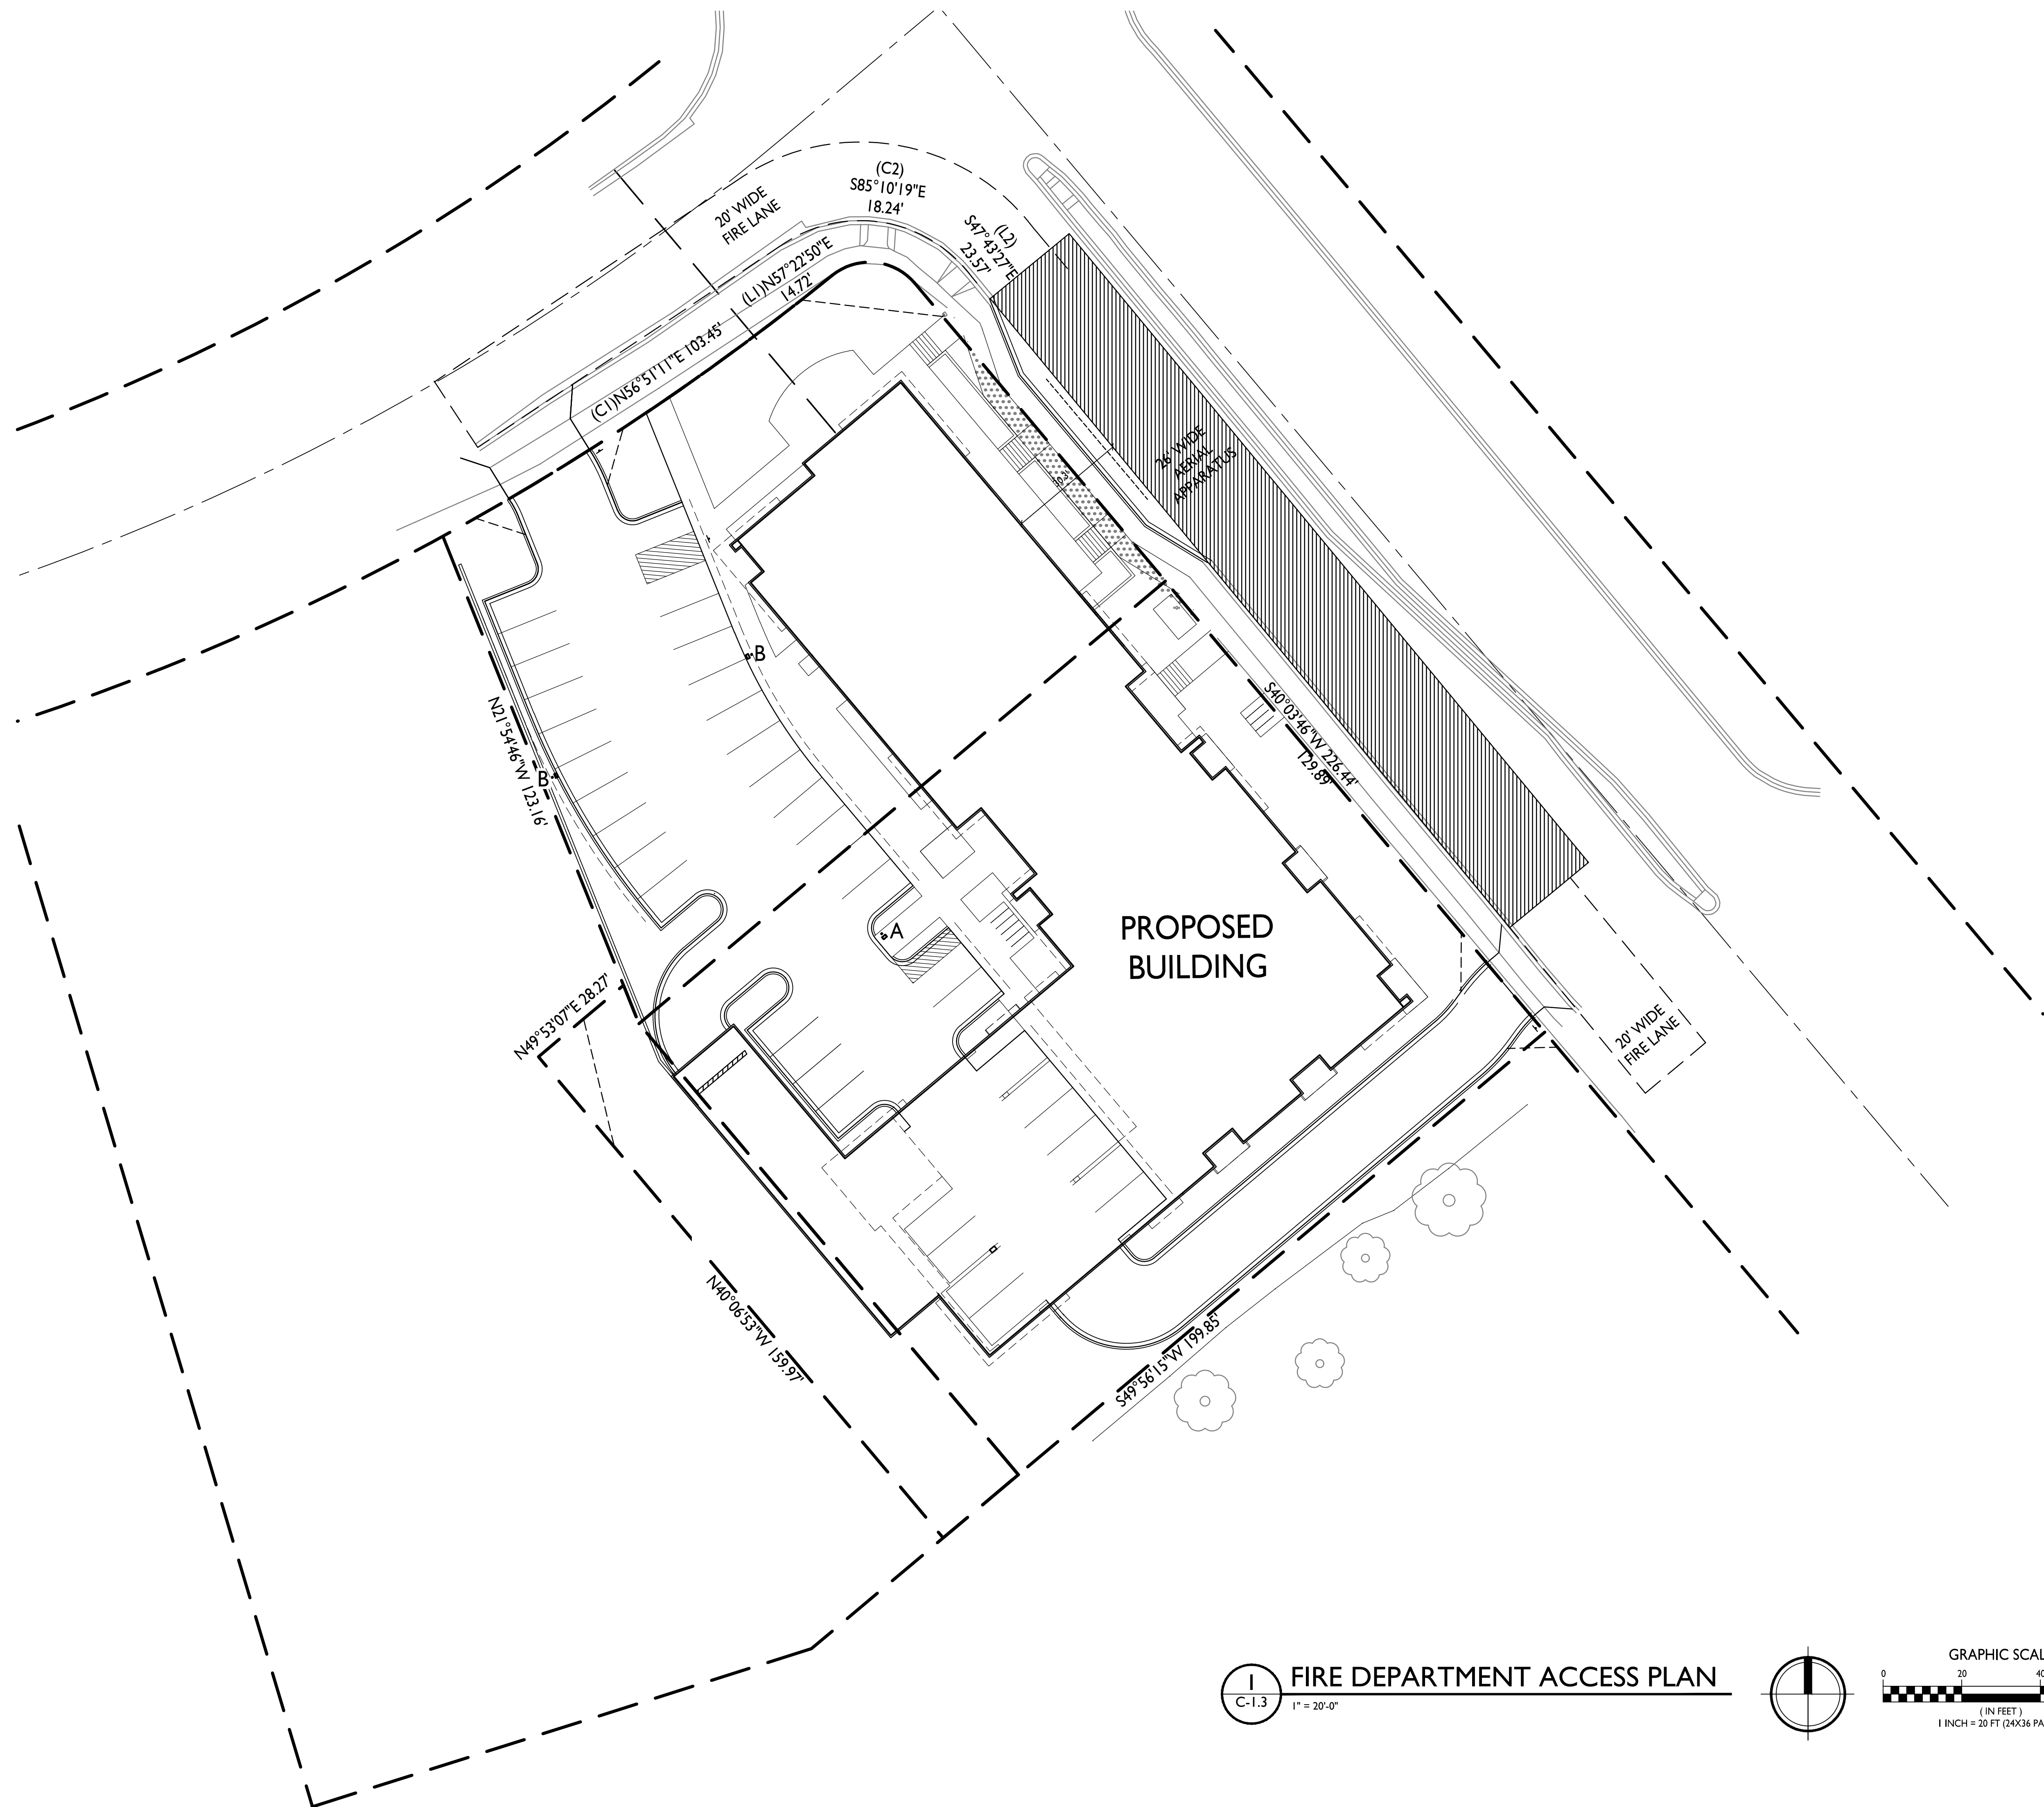 (C2)
S85°10'19"E
18.24'
20' WIDE
FIRE LANE
(L2)
S47°43'27"E
23.57'
(L1)N57°22'50"E
14.72'
(C1)N56°51'11"E 103.45'
26' WIDE
AERIAL
APPARATUS
B
S40°03'46"W 226.44'
129.89'
N21°54'46"W 123.16'
B
A
PROPOSED
BUILDING
N49°53'07"E 28.27'
20' WIDE
FIRE LANE
N40°06'53"W 159.97'
S49°56'15"W 199.85'
1
C-1.3
FIRE DEPARTMENT ACCESS PLAN
1" = 20'-0"
GRAPHIC SCAL
0 20 40
( IN FEET )
1 INCH = 20 FT (24X36 PA